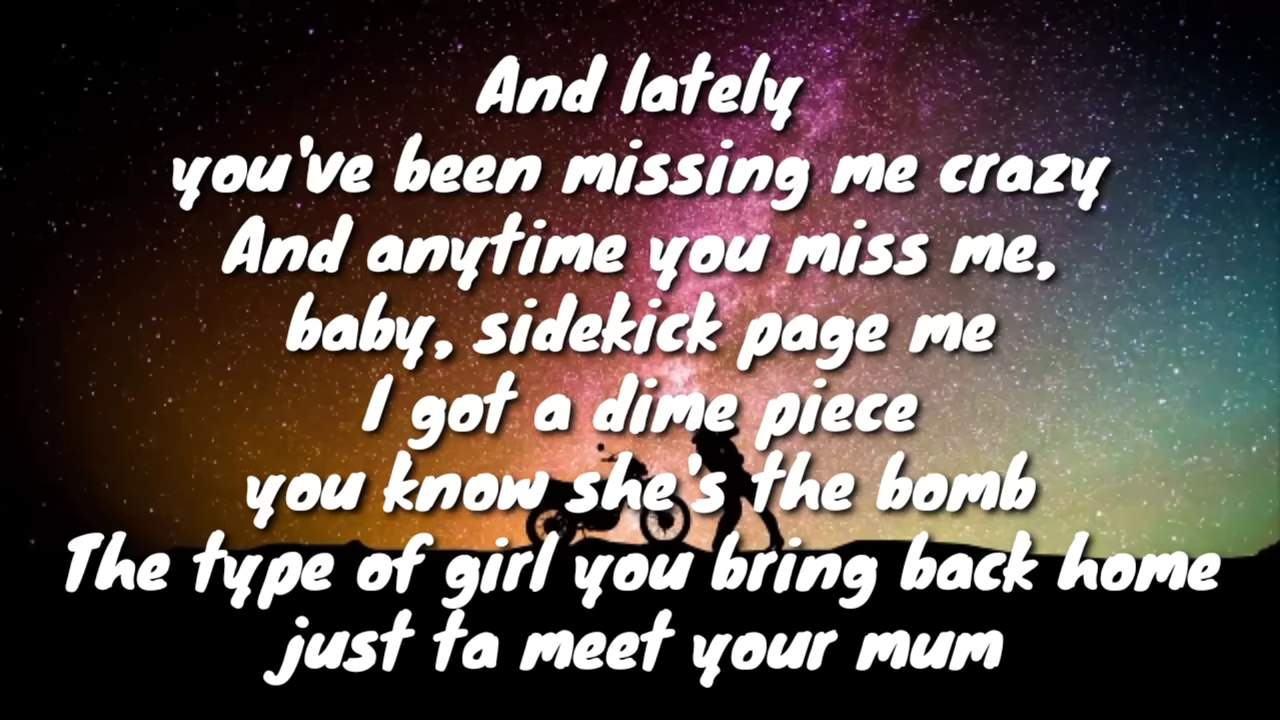 And lately
you've been missing me crazy
And anytime you miss me,
baby, sidekick page me
I got a dime piece
you know she's the bomb
The type of girl you bring back home
just ta meet your mum